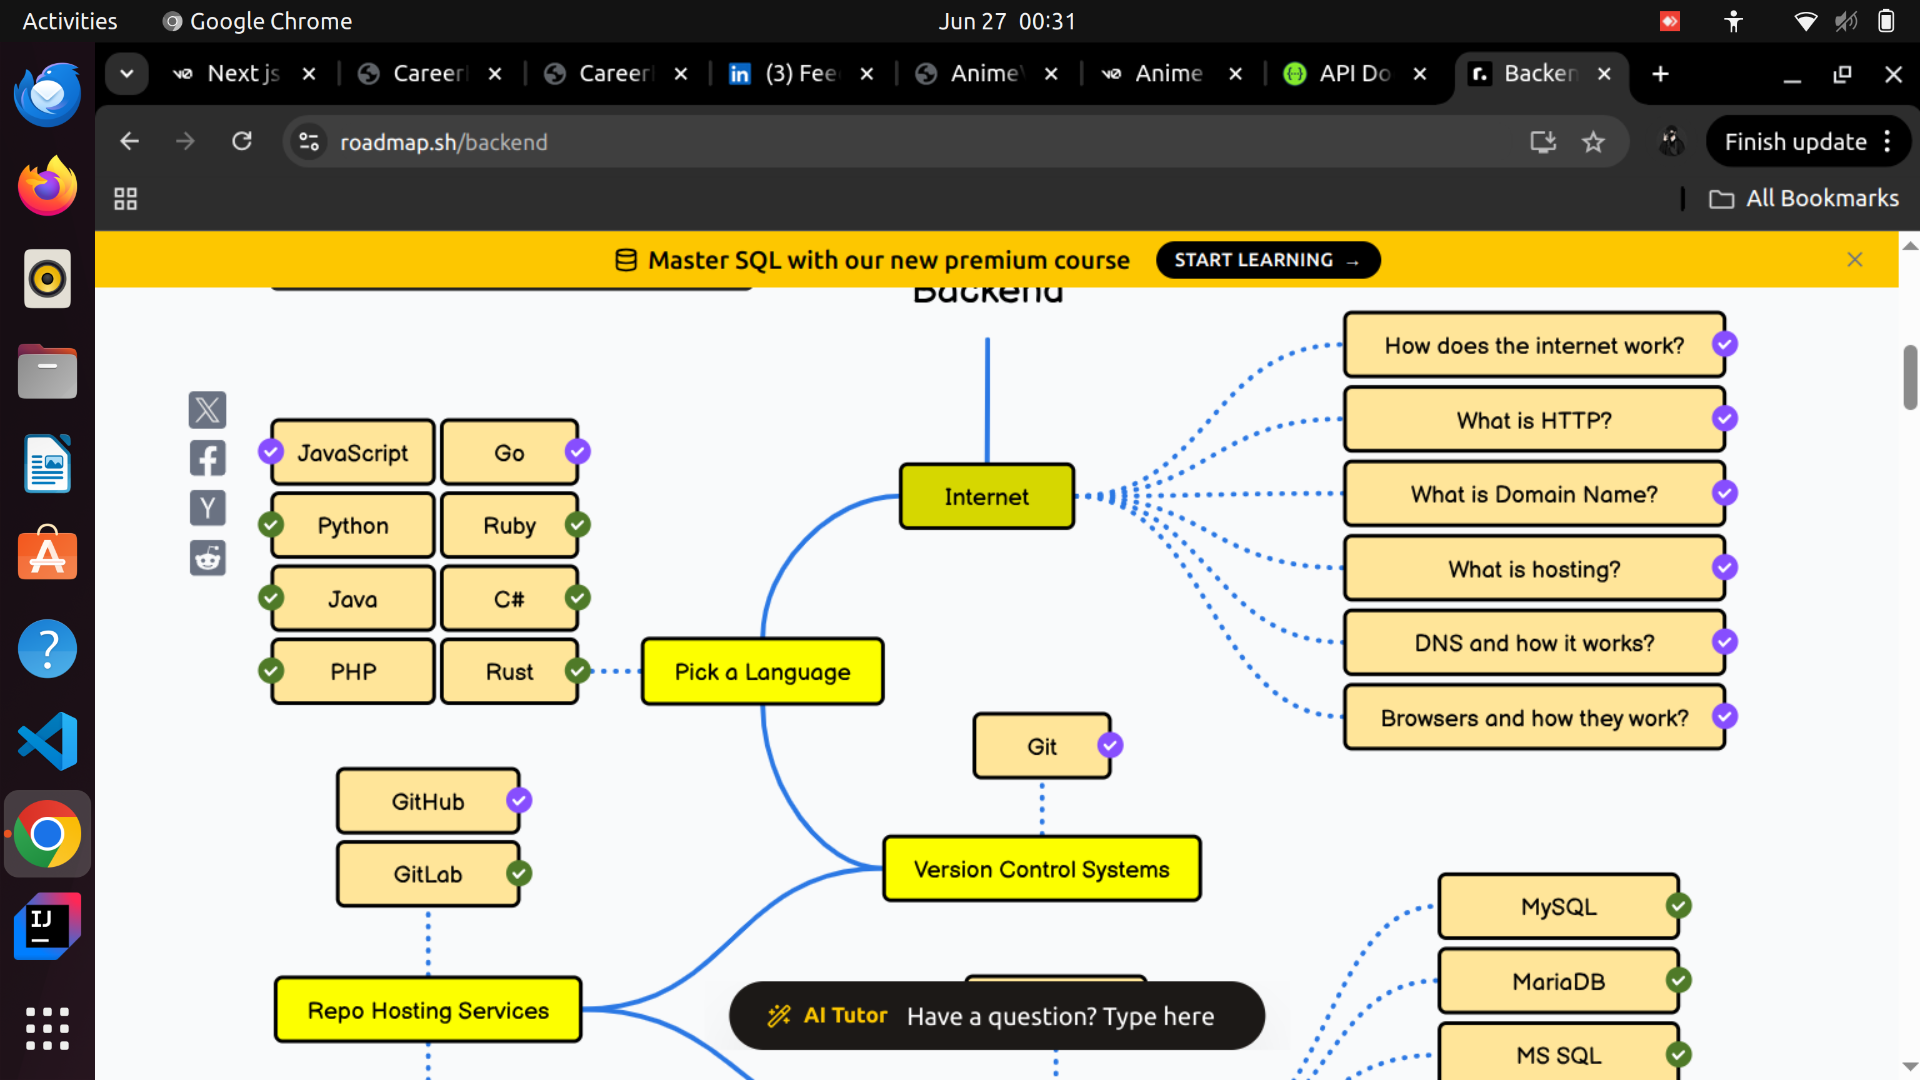 Activities
Google Chrome
Jun 27 00:31
Next js
Career
Career
(3) Fee
Anime
Anime
API Do
Backen
roadmap.sh/backend
Finish update
All Bookmarks
Master SQL with our new premium course
START LEARNING →
Backend
How does the internet work?
What is HTTP?
JavaScript
Go
Internet
What is Domain Name?
Python
Ruby
What is hosting?
Java
C#
DNS and how it works?
PHP
Rust
Pick a Language
Browsers and how they work?
Git
GitHub
GitLab
Version Control Systems
MySQL
MariaDB
Repo Hosting Services
AI Tutor Have a question? Type here
MS SQL
IJ